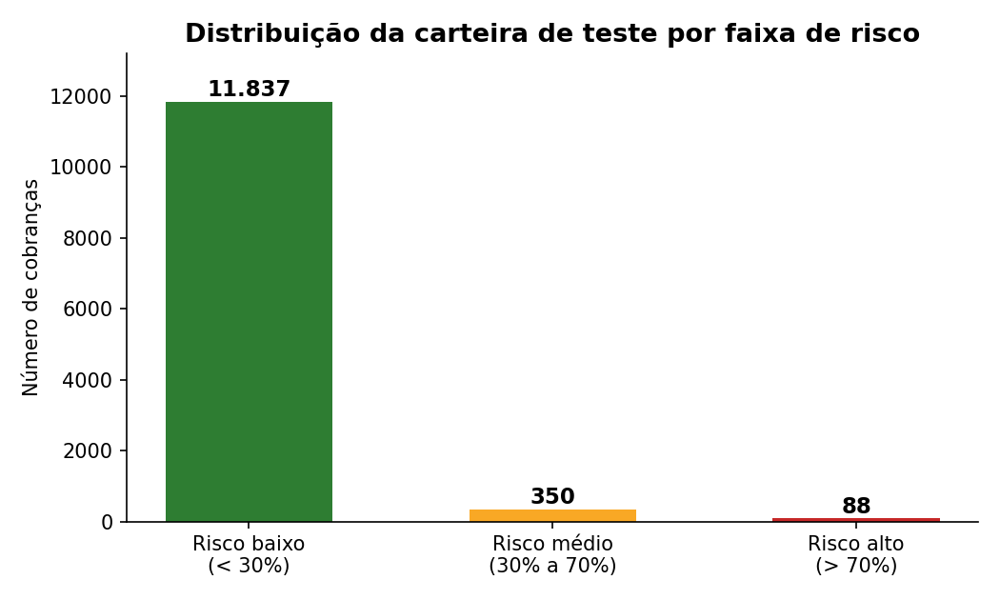 Distribuição da carteira de teste por faixa de risco
Número de cobranças
12000
10000
8000
6000
4000
2000
0
11.837
350
88
Risco baixo
(< 30%)
Risco médio
(30% a 70%)
Risco alto
(> 70%)